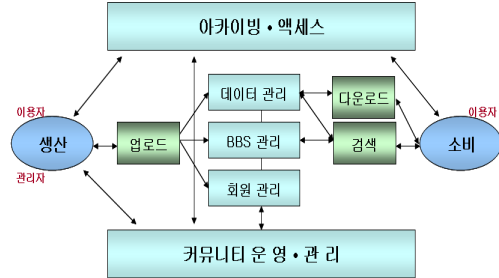 아카이빙·액세스
데이터 관리
다운로드
이용자
이용자
생산
업로드
BBS 관리
검색
소비
관리자
회원 관리
커뮤니티 운 영·관 리